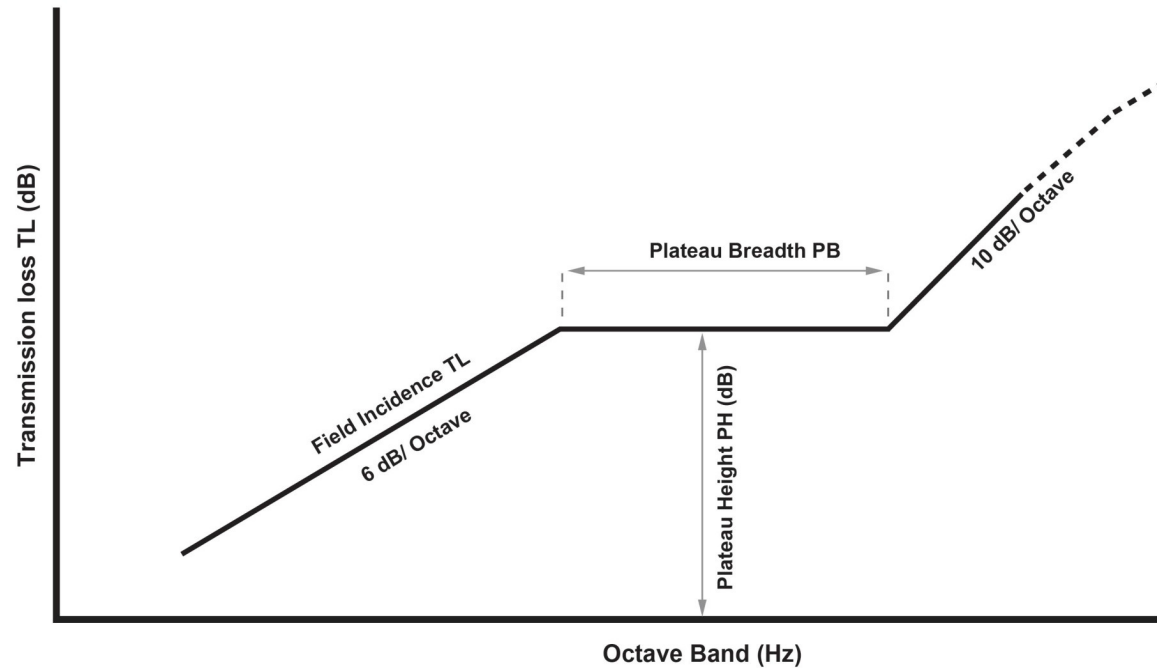 Transmission loss TL (dB)
Field Incidence TL
6 dB/ Octave
Plateau Breadth PB
Plateau Height PH (dB)
10 dB/ Octave
Octave Band (Hz)